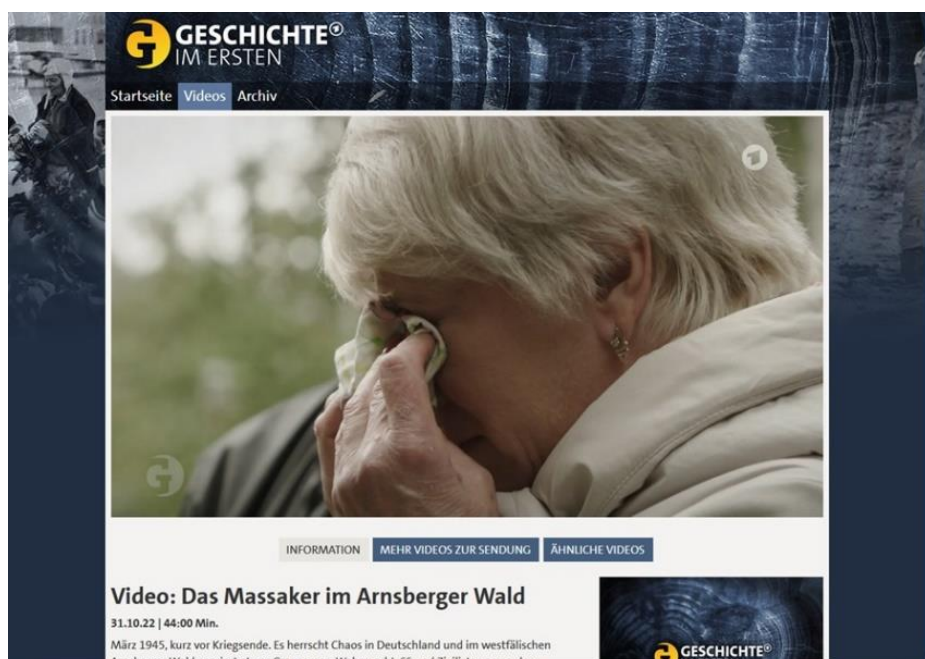 GESCHICHTE®
IM ERSTEN
Startseite Videos Archiv
INFORMATION MEHR VIDEOS ZUR SENDUNG ÄHNLICHE VIDEOS
Video: Das Massaker im Arnsberger Wald
31.10.22 | 44:00 Min.
März 1945, kurz vor Kriegsende. Es herrscht Chaos in Deutschland und im westfälischen
GESCHICHTE®